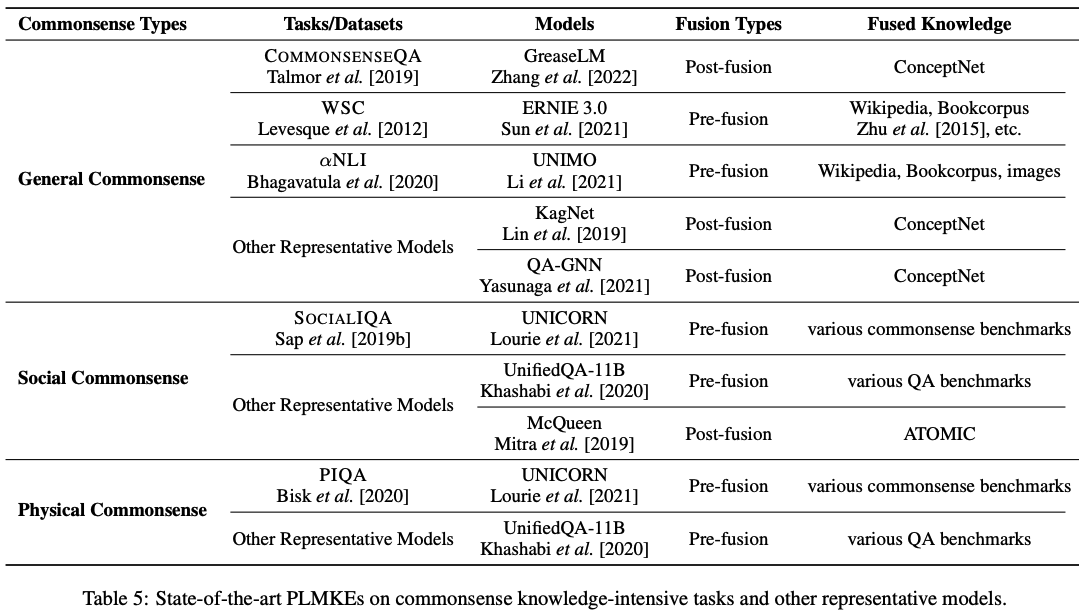 Commonsense Types Tasks/Datasets Models Fusion Types Fused Knowledge
General Commonsense
COMMONSENSEQA
Talmor et al. [2019]
GreaseLM
Zhang et al. [2022]
Post-fusion
ConceptNet
WSC
Levesque et al. [2012]
ERNIE 3.0
Sun et al. [2021]
Pre-fusion
Wikipedia, Bookcorpus
Zhu et al. [2015], etc.
αNLI
Bhagavatula et al. [2020]
UNIMO
Li et al. [2021]
Pre-fusion
Wikipedia, Bookcorpus, images
Other Representative Models
KagNet
Lin et al. [2019]
Post-fusion
ConceptNet
QA-GNN
Yasunaga et al. [2021]
Post-fusion
ConceptNet
Social Commonsense
SOCIALIQA
Sap et al. [2019b]
UNICORN
Lourie et al. [2021]
Pre-fusion
various commonsense benchmarks
Other Representative Models
UnifiedQA-11B
Khashabi et al. [2020]
Pre-fusion
various QA benchmarks
McQueen
Mitra et al. [2019]
Post-fusion
ATOMIC
Physical Commonsense
PIQA
Bisk et al. [2020]
UNICORN
Lourie et al. [2021]
Pre-fusion
various commonsense benchmarks
Other Representative Models
UnifiedQA-11B
Khashabi et al. [2020]
Pre-fusion
various QA benchmarks
Table 5: State-of-the-art PLMKEs on commonsense knowledge-intensive tasks and other representative models.